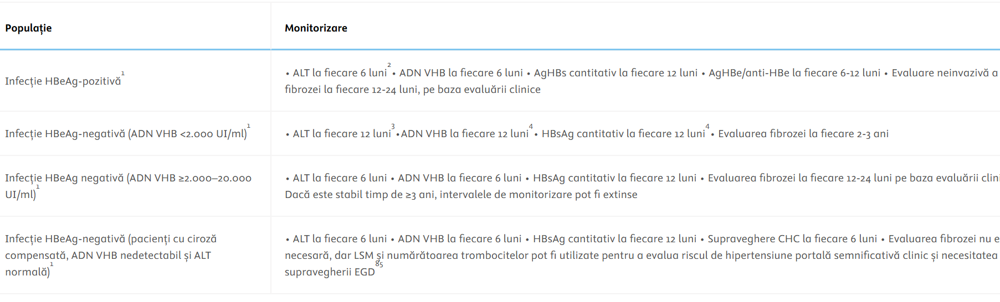 Populație
Monitorizare
Infecție HBeAg-pozitivă¹
• ALT la fiecare 6 luni²• ADN VHB la fiecare 6 luni • AgHBs cantitativ la fiecare 12 luni • AgHBe/anti-HBe la fiecare 6-12 luni • Evaluare neinvazivă a
fibrozei la fiecare 12-24 luni, pe baza evaluării clinice
Infecție HBeAg-negativă (ADN VHB <2.000 UI/ml)¹
• ALT la fiecare 12 luni³•ADN VHB la fiecare 12 luni⁴• HBsAg cantitativ la fiecare 12 luni⁴• Evaluarea fibrozei la fiecare 2-3 ani
Infecție HBeAg negativă (ADN VHB ≥2.000–20.000
UI/ml)¹
• ALT la fiecare 6 luni • ADN VHB la fiecare 6 luni • HBsAg cantitativ la fiecare 12 luni • Evaluarea fibrozei la fiecare 12-24 luni pe baza evaluării clini
Dacă este stabil timp de ≥3 ani, intervalele de monitorizare pot fi extinse
Infecție HBeAg-negativă (pacienți cu ciroză
compensată, ADN VHB nedetectabil și ALT
normală)¹
• ALT la fiecare 6 luni • ADN VHB la fiecare 6 luni • HBsAg cantitativ la fiecare 12 luni • Supraveghere CHC la fiecare 6 luni • Evaluarea fibrozei nu e
necesară, dar LSM și numărătoarea trombocitelor pot fi utilizate pentru a evalua riscul de hipertensiune portală semnificativă clinic și necesitatea
supravegherii EGD⁸⁵